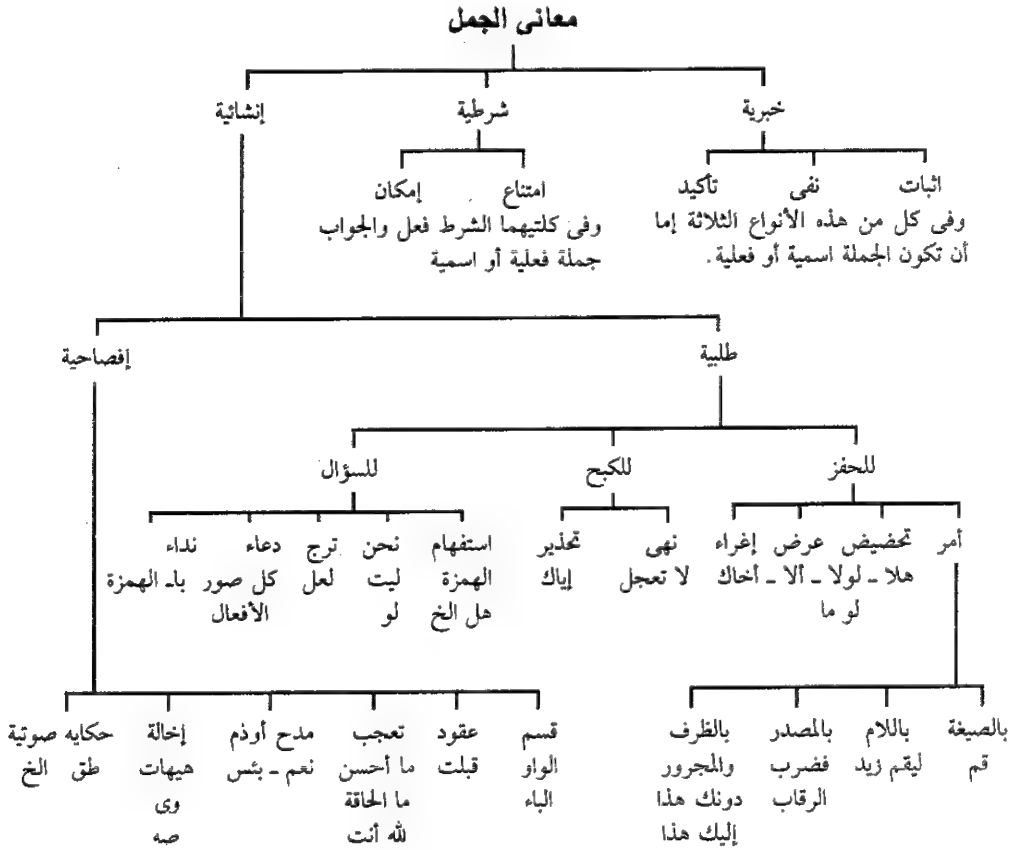 معانى الجمل
خبرية شرطية إنشائية
اثبات نفى تأكيد
وفى كل من هذه الأنواع الثلاثة إما
أن تكون الجملة اسمية أو فعلية.
امتناع إمكان
وفى كلتيهما الشرط فعل والجواب
جملة فعلية أو اسمية
طلبية إفصاحية
للحفز للكبح للسؤال
أمر تحضيض عرض إغراء
هلا ـ لولا ـ ألا ـ أخاك
لو ما
نهى تحذير
لا تعجل إياك
استفهام نحن ترج دعاء نداء
الهمزة ليت لعل كل صور باـ الهمزة
هل الخ لو الأفعال
بالصيغة باللام بالمصدر بالظرف
قم ليقم زيد فضرب والمجرور
الرقاب دونك هذا
إليك هذا
قسم عقود تعجب مدح أوذم إخالة حكايه صوتية
الواو قبلت ما أحسن نعم ـ بئس هيهات طق الخ
الباء ما الحاقة وى
لله أنت صه